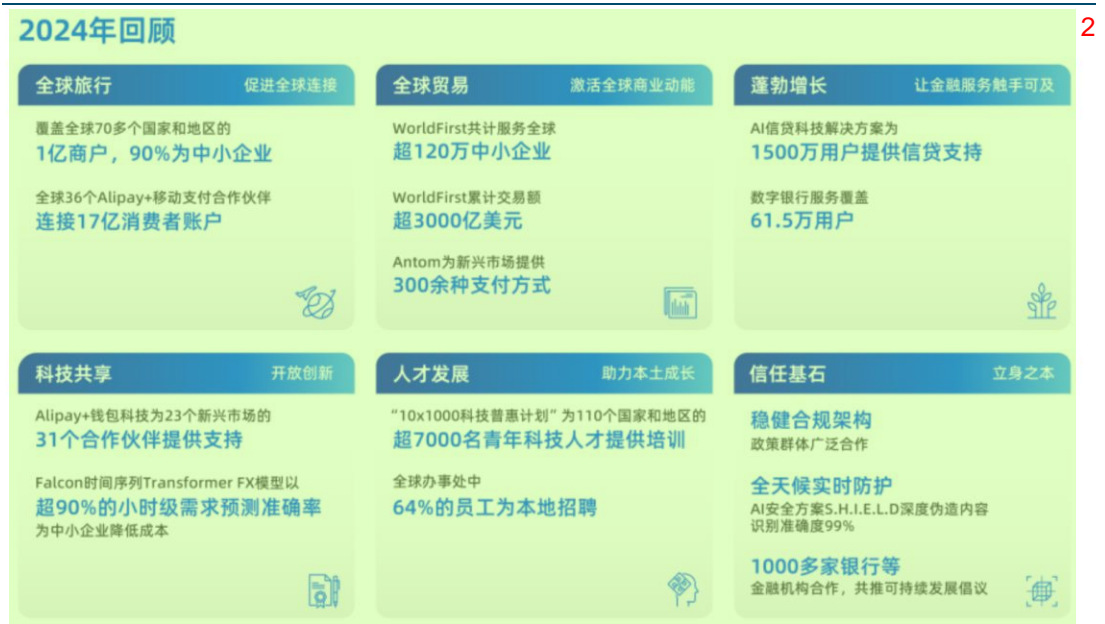 2024年回顾
2
全球旅行
促进全球连接
覆盖全球70多个国家和地区的
1亿商户，90%为中小企业
全球36个Alipay+移动支付合作伙伴
连接17亿消费者账户
全球贸易
激活全球商业动能
WorldFirst共计服务全球
超120万中小企业
WorldFirst累计交易额
超3000亿美元
Antom为新兴市场提供
300余种支付方式
蓬勃增长
让金融服务触手可及
AI信贷科技解决方案为
1500万用户提供信贷支持
数字银行服务覆盖
61.5万用户
科技共享
开放创新
Alipay+钱包科技为23个新兴市场的
31个合作伙伴提供支持
Falcon时间序列Transformer FX模型以
超90%的小时级需求预测准确率
为中小企业降低成本
人才发展
助力本土成长
“10x1000科技普惠计划”为110个国家和地区的
超7000名青年科技人才提供培训
全球办事处中
64%的员工为本地招聘
信任基石
立身之本
稳健合规架构
政策群体广泛合作
全天候实时防护
AI安全方案S.H.I.E.L.D深度伪造内容
识别准确度99%
1000多家银行等
金融机构合作，共推可持续发展倡议